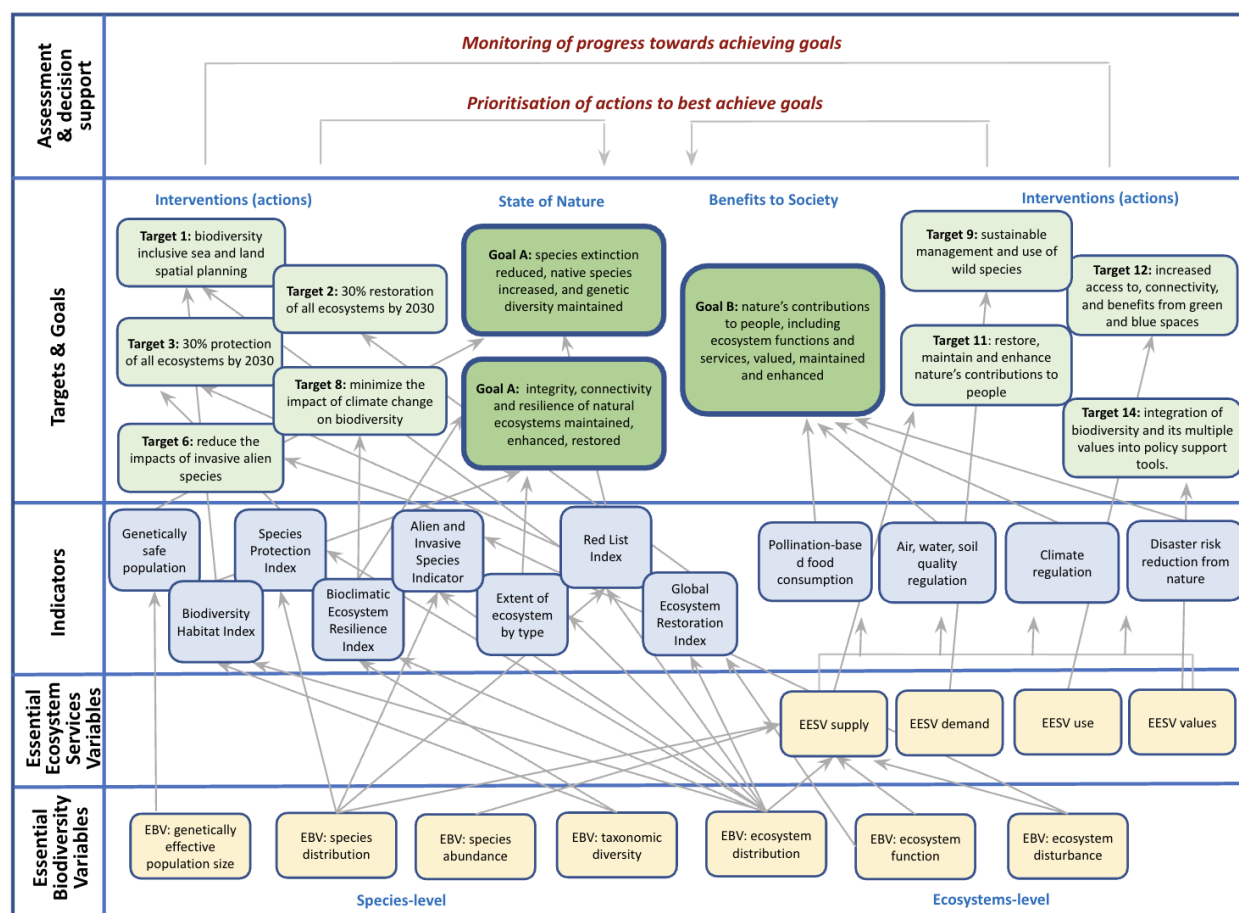 Assessment
& decision
support
Monitoring of progress towards achieving goals
Prioritisation of actions to best achieve goals
Targets & Goals
Interventions (actions)
State of Nature
Benefits to Society
Interventions (actions)
Target 1: biodiversity
inclusive sea and land
spatial planning
Target 2: 30% restoration
of all ecosystems by 2030
Target 3: 30% protection
of all ecosystems by 2030
Target 8: minimize the
impact of climate change
on biodiversity
Target 6: reduce the
impacts of invasive alien
species
Goal A: species extinction
reduced, native species
increased, and genetic
diversity maintained
Goal A: integrity, connectivity
and resilience of natural
ecosystems maintained,
enhanced, restored
Goal B: nature's contributions
to people, including
ecosystem functions and
services, valued, maintained
and enhanced
Target 9: sustainable
management and use of
wild species
Target 12: increased
access to, connectivity,
and benefits from green
and blue spaces
Target 11: restore,
maintain and enhance
nature's contributions to
people
Target 14: integration of
biodiversity and its multiple
values into policy support
tools.
Indicators
Genetically
safe
population
Biodiversity
Habitat Index
Species
Protection
Index
Bioclimatic
Ecosystem
Resilience
Index
Alien and
Invasive
Species
Indicator
Extent of
ecosystem
by type
Red List
Index
Global
Ecosystem
Restoration
Index
Pollination-base
d food
consumption
Air, water, soil
quality
regulation
Climate
regulation
Disaster risk
reduction from
nature
Essential
Ecosystem
Services
Variables
EESV supply
EESV demand
EESV use
EESV values
Essential
Biodiversity
Variables
EBV: genetically
effective
population size
EBV: species
distribution
EBV: species
abundance
EBV: taxonomic
diversity
EBV: ecosystem
distribution
EBV: ecosystem
function
EBV: ecosystem
disturbance
Species-level
Ecosystems-level